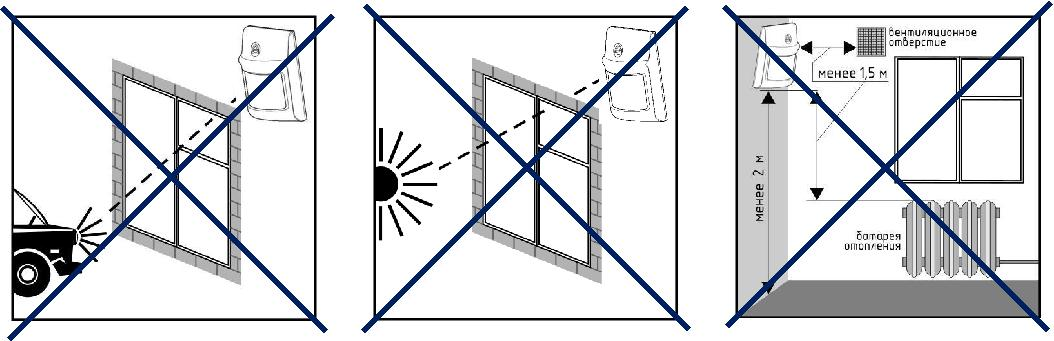 вентиляционное
отверстие
менее 1,5 м
менее 2 м
батарея
отопления